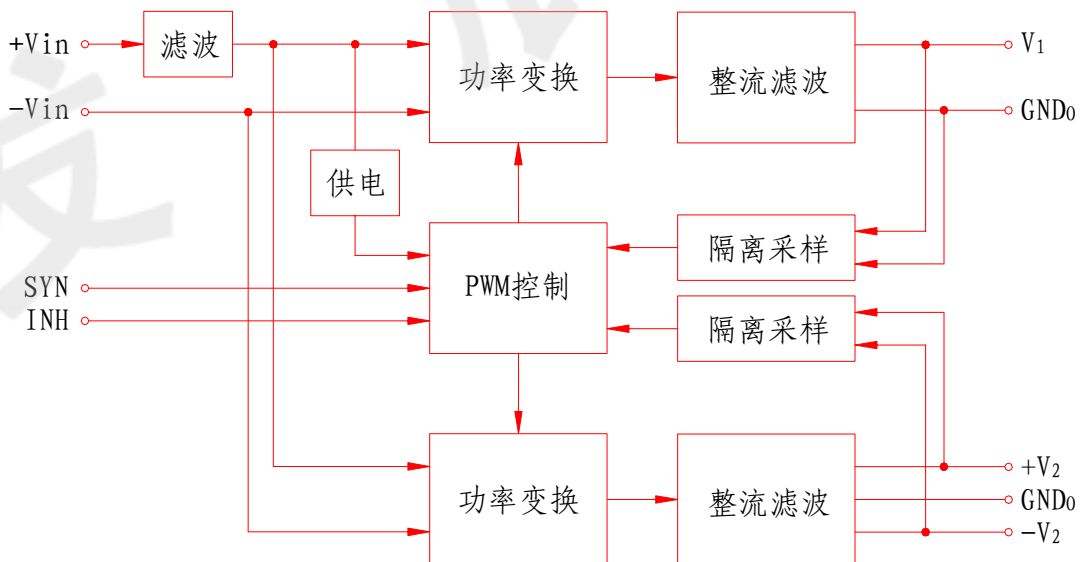 +Vin
滤波
功率变换
整流滤波
V1
-Vin
GND0
供电
隔离采样
SYN
PWM控制
INH
隔离采样
功率变换
整流滤波
+V2
GND0
-V2